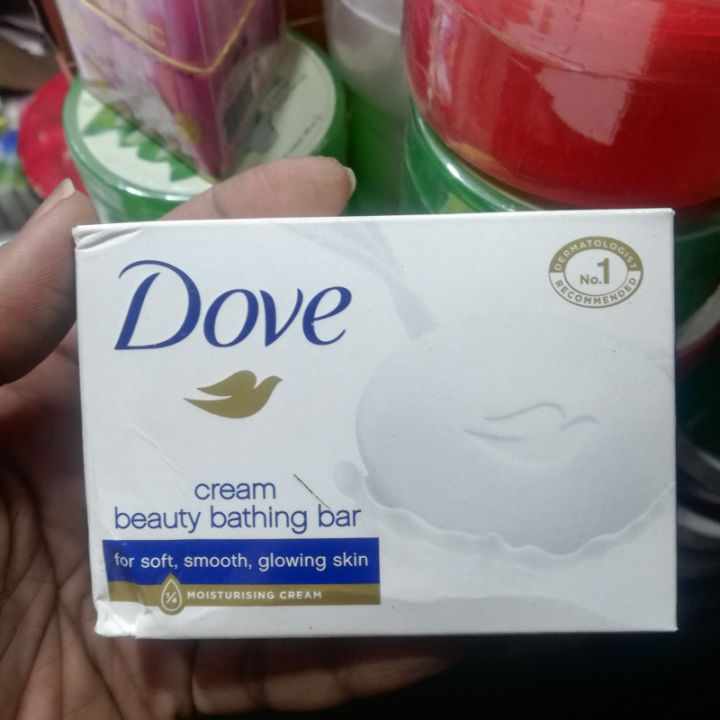 Dove
DERMATOLOGIST
No.1
RECOMMENDED
cream
beauty bathing bar
for soft, smooth, glowing skin
¼ MOISTURISING CREAM